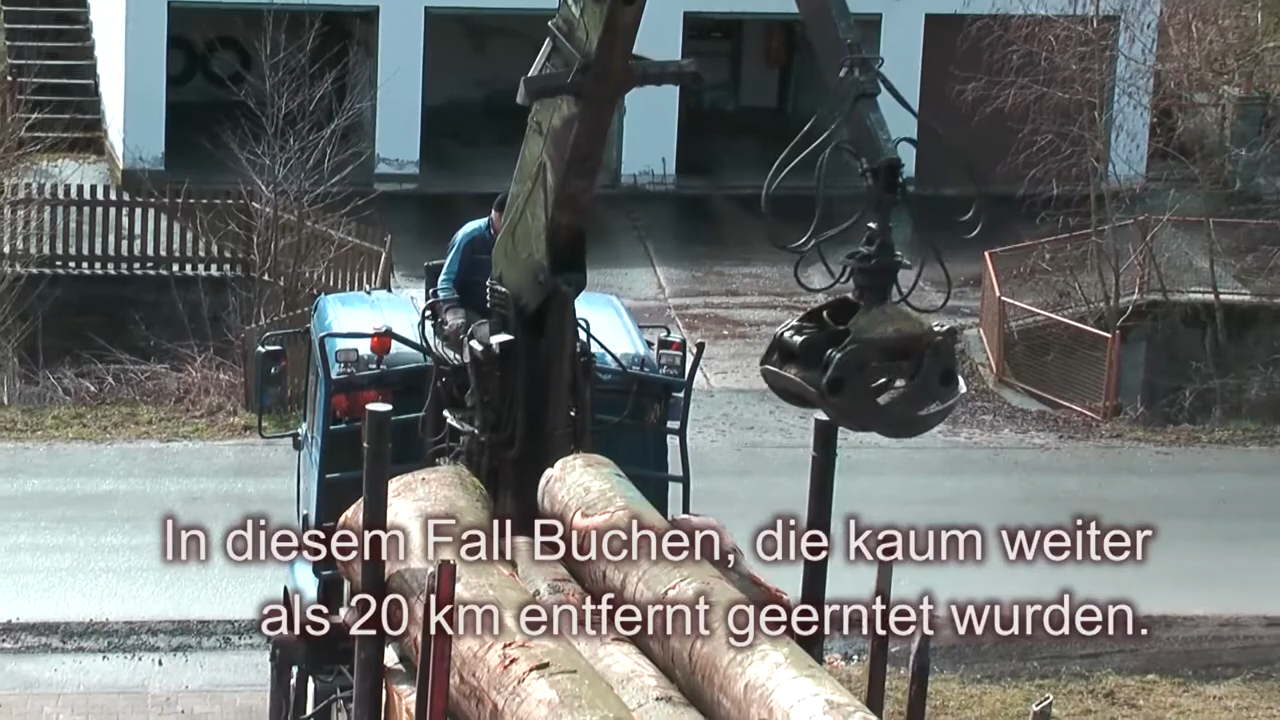 In diesem Fall Buchen, die kaum weiter
als 20 km entfernt geerntet wurden.